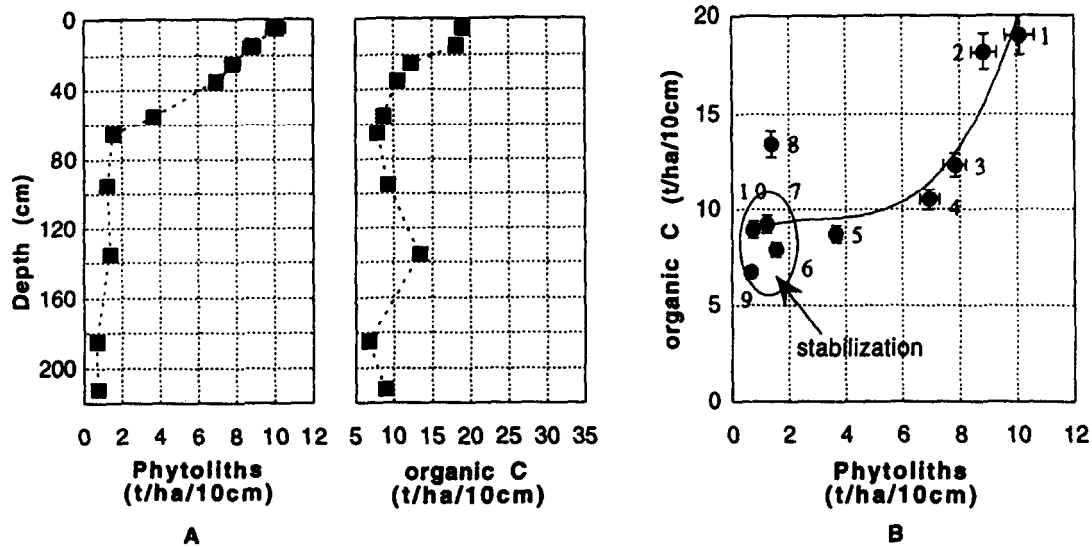 0
40
80
120
160
200
Depth (cm)
0 2 4 6 8 10 12
Phytoliths
(t/ha/10cm)
A
5 10 15 20 25 30 35
organic C
(t/ha/10cm)
20
15
10
5
0
organic C (t/ha/10cm)
2
1
8
3
10
7
4
5
6
9
stabilization
0 2 4 6 8 10 12
Phytoliths
(t/ha/10cm)
B